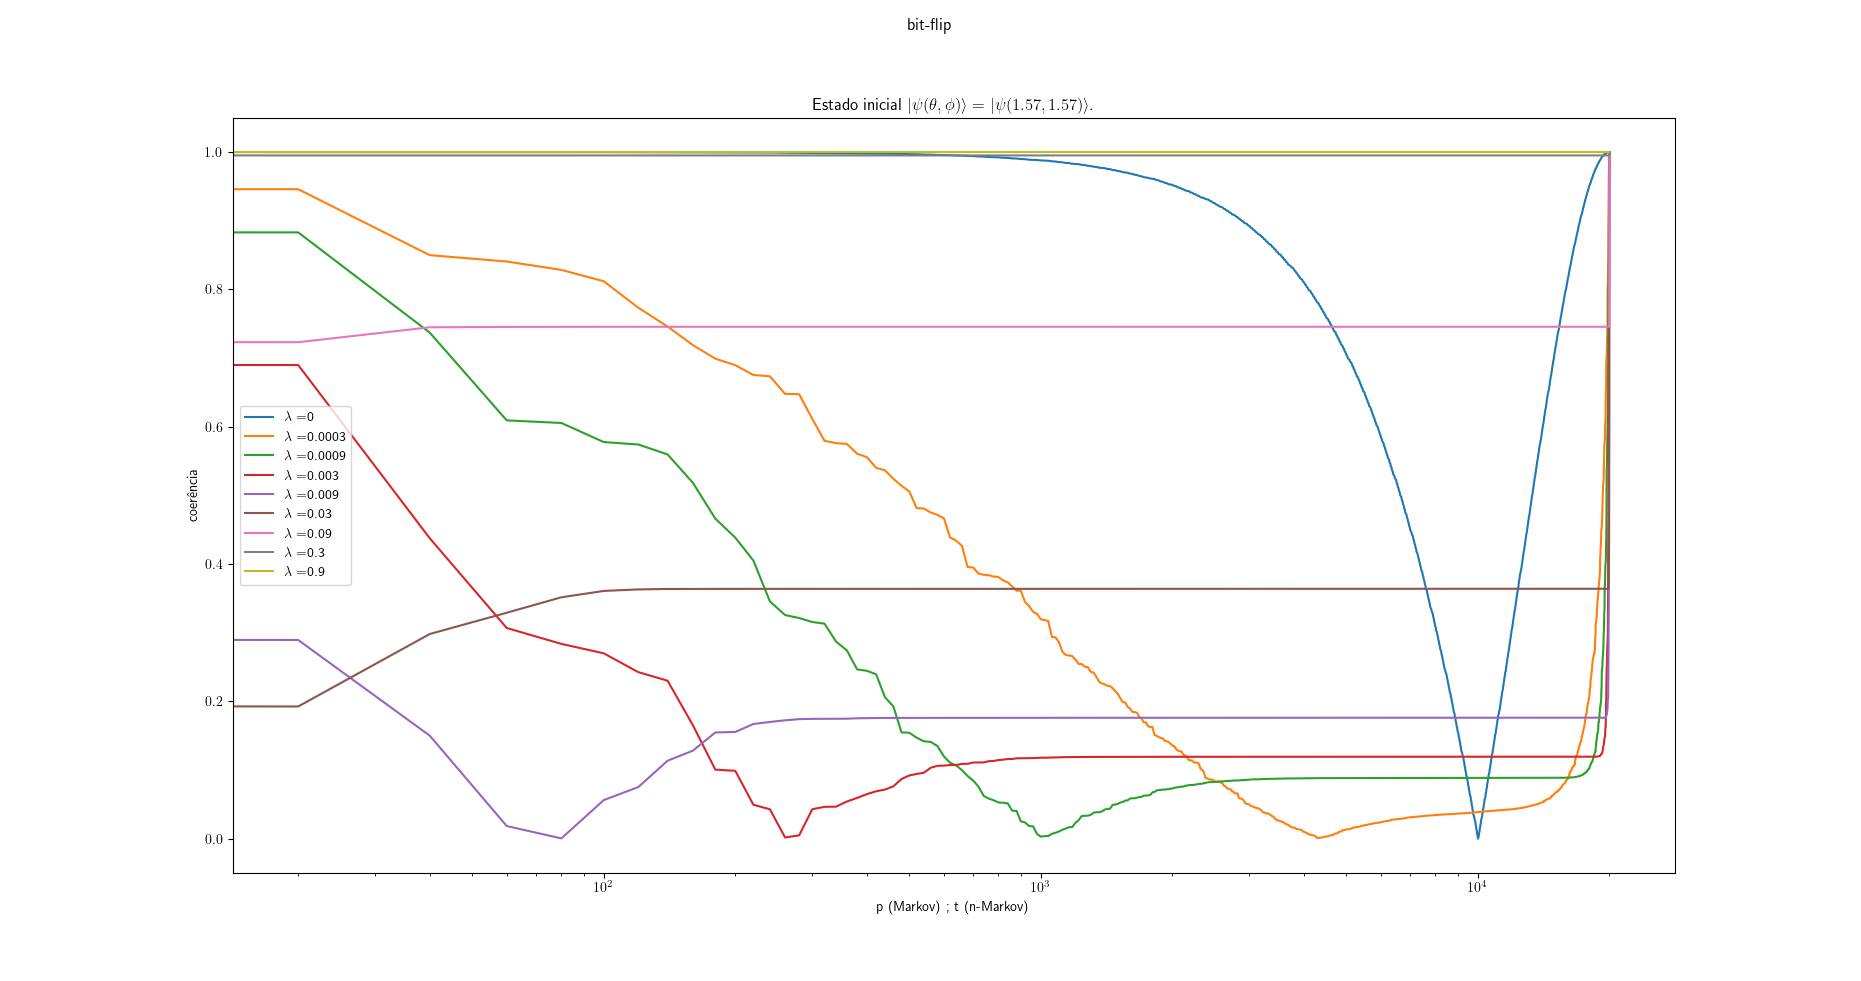 bit-flip
Estado inicial |ψ(θ, ϕ)⟩ = |ψ(1.57, 1.57)⟩.
1.0
0.8
0.6
0.4
0.2
0.0
coerência
λ =0
λ =0.0003
λ =0.0009
λ =0.003
λ =0.009
λ =0.03
λ =0.09
λ =0.3
λ =0.9
10² 10³ 10⁴
p (Markov) ; t (n-Markov)